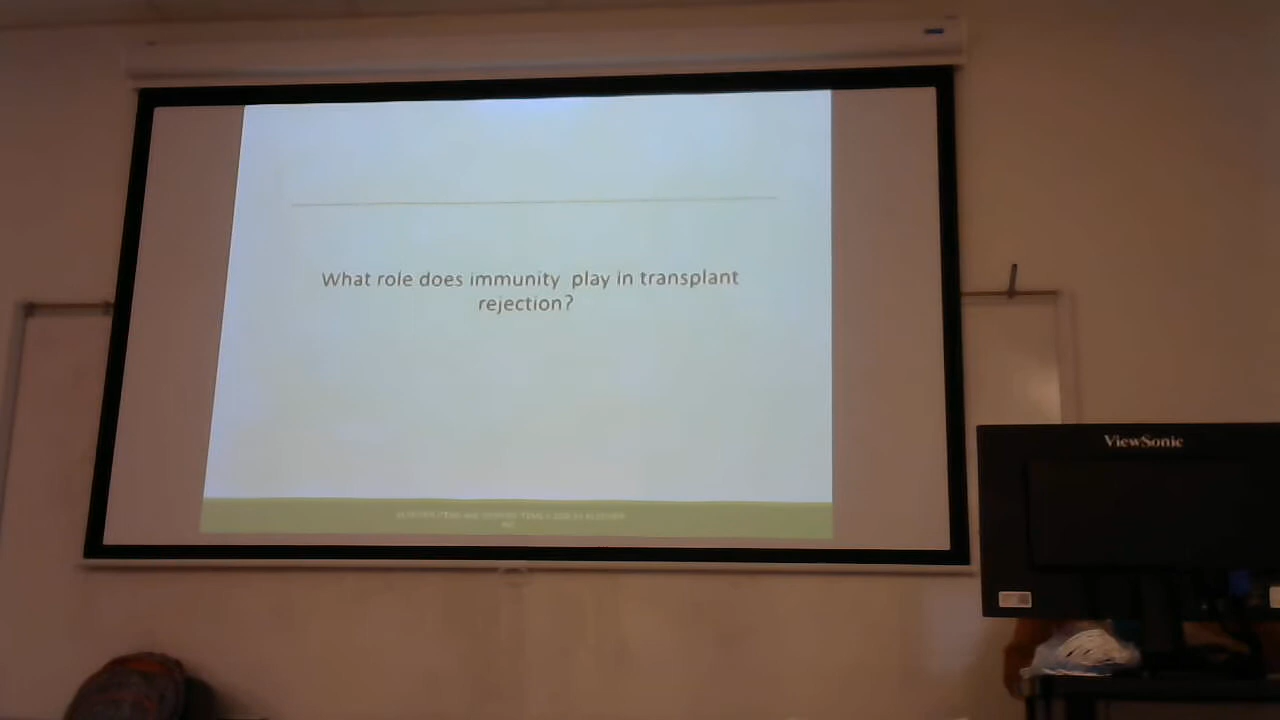 What role does immunity  play in transplant
rejection?
ViewSonic